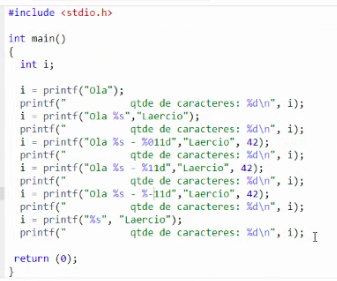 #include <stdio.h>
int main()
{
int i;
i = printf("Ola");
printf("          qtde de caracteres: %d\n", i);
i = printf("Ola %s","Laercio");
printf("          qtde de caracteres: %d\n", i);
i = printf("Ola %s - %011d","Laercio", 42);
printf("          qtde de caracteres: %d\n", i);
i = printf("Ola %s - %11d","Laercio", 42);
printf("          qtde de caracteres: %d\n", i);
i = printf("Ola %s - %-11d","Laercio", 42);
printf("          qtde de caracteres: %d\n", i);
i = printf("%s", "Laercio");
printf("          qtde de caracteres: %d\n", i);
return (0);
}